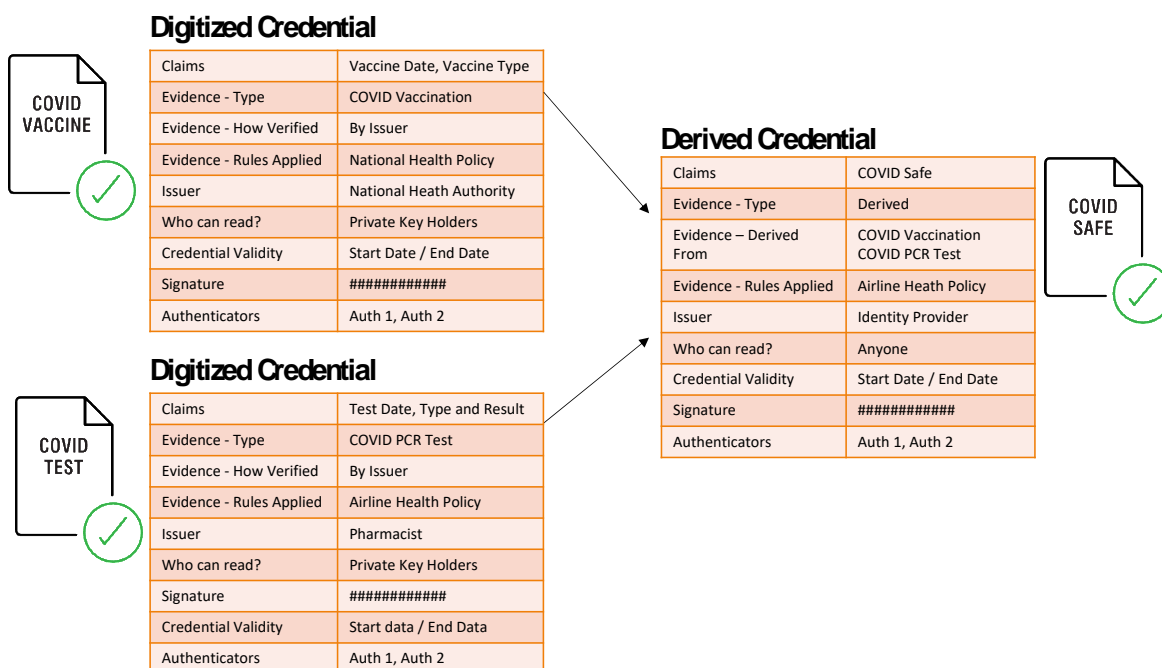 Digitized Credential
COVID
VACCINE
Claims Vaccine Date, Vaccine Type
Evidence - Type COVID Vaccination
Evidence - How Verified By Issuer
Evidence - Rules Applied National Health Policy
Issuer National Heath Authority
Who can read? Private Key Holders
Credential Validity Start Date / End Date
Signature ############
Authenticators Auth 1, Auth 2
Digitized Credential
COVID
TEST
Claims Test Date, Type and Result
Evidence - Type COVID PCR Test
Evidence - How Verified By Issuer
Evidence - Rules Applied Airline Health Policy
Issuer Pharmacist
Who can read? Private Key Holders
Signature ############
Credential Validity Start data / End Data
Authenticators Auth 1, Auth 2
Derived Credential
Claims COVID Safe
Evidence - Type Derived
Evidence – Derived COVID Vaccination
From COVID PCR Test
Evidence - Rules Applied Airline Heath Policy
Issuer Identity Provider
Who can read? Anyone
Credential Validity Start Date / End Date
Signature ############
Authenticators Auth 1, Auth 2
COVID
SAFE